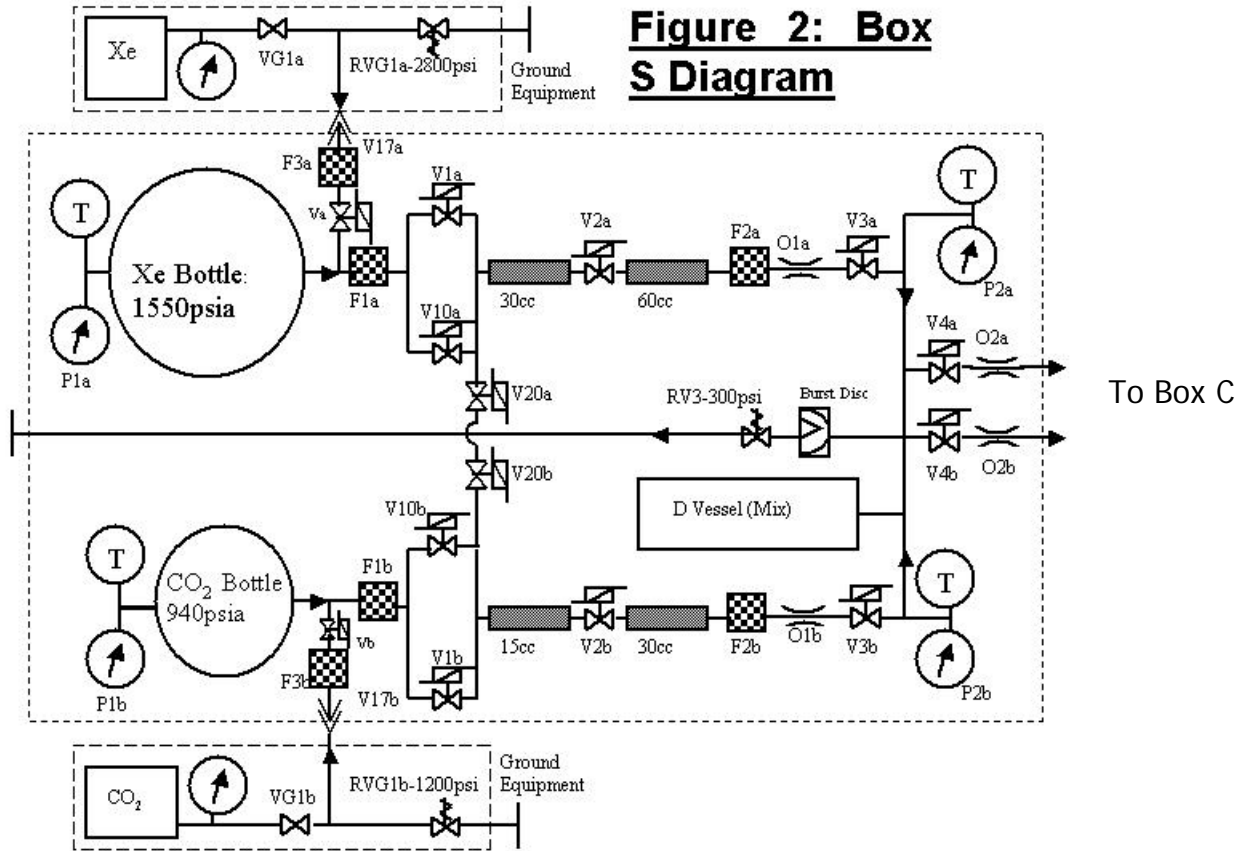 Figure 2: Box
S Diagram
Xe
VG1a
RVG1a-2800psi
Ground
Equipment
V17a
F3a
Va
T
Xe Bottle:
1550psia
P1a
F1a
V1a
V10a
30cc
V2a
60cc
F2a
O1a
V3a
T
P2a
V4a
O2a
V20a
RV3-300psi
Burst Disc
To Box C
V4b
O2b
V20b
V10b
D Vessel (Mix)
T
CO2 Bottle
940psia
P1b
F1b
Vb
F3b
V17b
V1b
15cc
V2b
30cc
F2b
O1b
V3b
T
P2b
CO2
VG1b
RVG1b-1200psi
Ground
Equipment